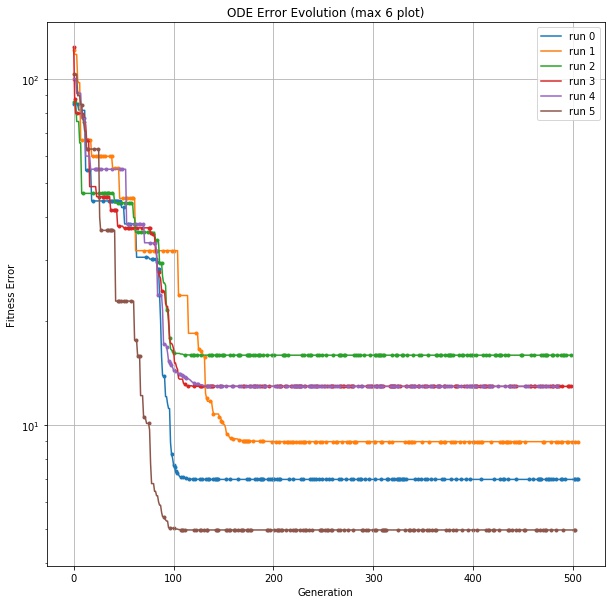 ODE Error Evolution (max 6 plot)
run 0
run 1
run 2
run 3
run 4
run 5
10²
10¹
Fitness Error
0 100 200 300 400 500
Generation